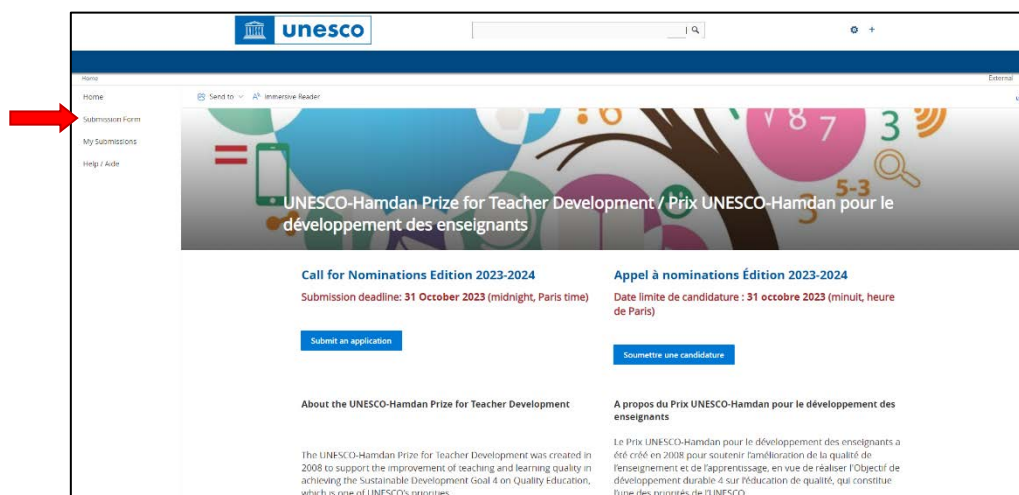 unesco
Home
External
Home
Submission Form
My Submissions
Help / Aide
Send to
Immersive Reader
8 7
3
5-3
3
6
UNESCO-Hamdan Prize for Teacher Development / Prix UNESCO-Hamdan pour le
développement des enseignants
Call for Nominations Edition 2023-2024
Submission deadline: 31 October 2023 (midnight, Paris time)
Submit an application
About the UNESCO-Hamdan Prize for Teacher Development
The UNESCO-Hamdan Prize for Teacher Development was created in
2008 to support the improvement of teaching and learning quality in
achieving the Sustainable Development Goal 4 on Quality Education,
which is one of UNESCO's priorities.
Appel à nominations Édition 2023-2024
Date limite de candidature : 31 octobre 2023 (minuit, heure
de Paris)
Soumettre une candidature
A propos du Prix UNESCO-Hamdan pour le développement des
enseignants
Le Prix UNESCO-Hamdan pour le développement des enseignants a
été créé en 2008 pour soutenir l'amélioration de la qualité de
l'enseignement et de l'apprentissage, en vue de réaliser l'Objectif de
développement durable 4 sur l'éducation de qualité, qui constitue
l'une des priorités de l'UNESCO.